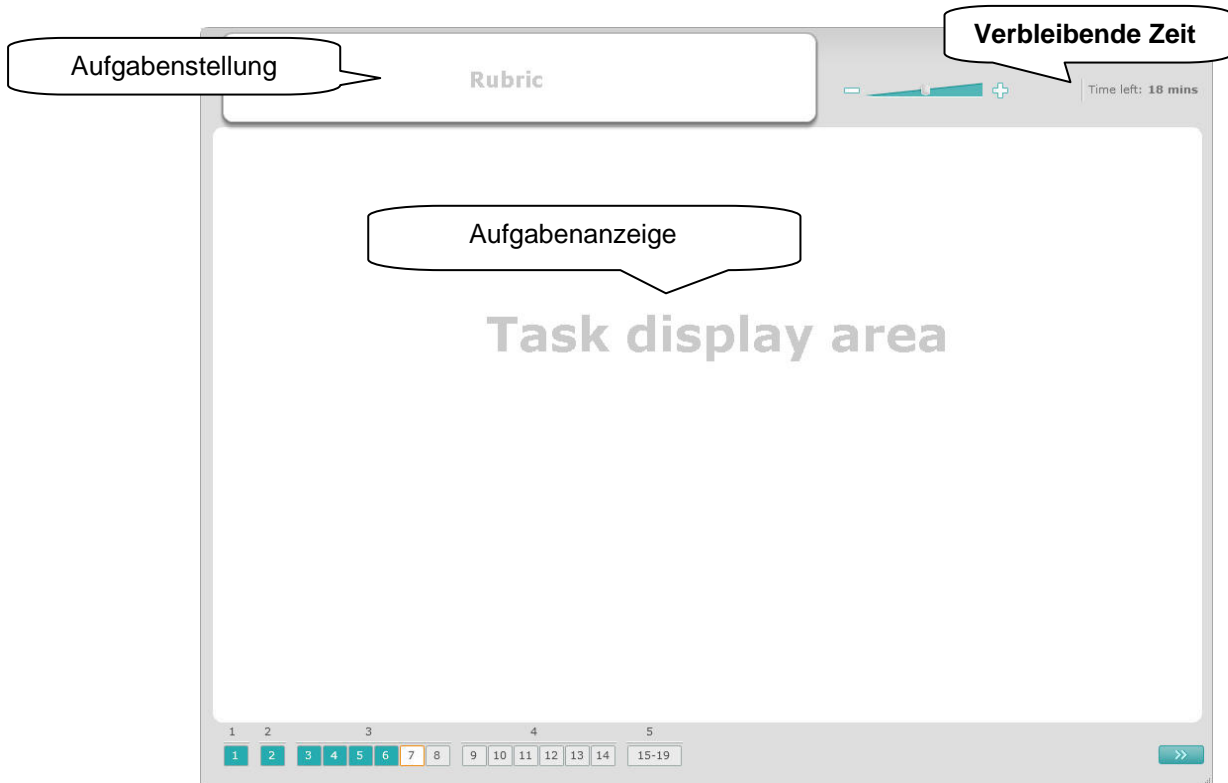 Verbleibende Zeit
Aufgabenstellung
Rubric
Time left: 18 mins
Aufgabenanzeige
Task display area
1 2 3 4 5
1 2 3 4 5 6 7 8 9 10 11 12 13 14 15-19 >>